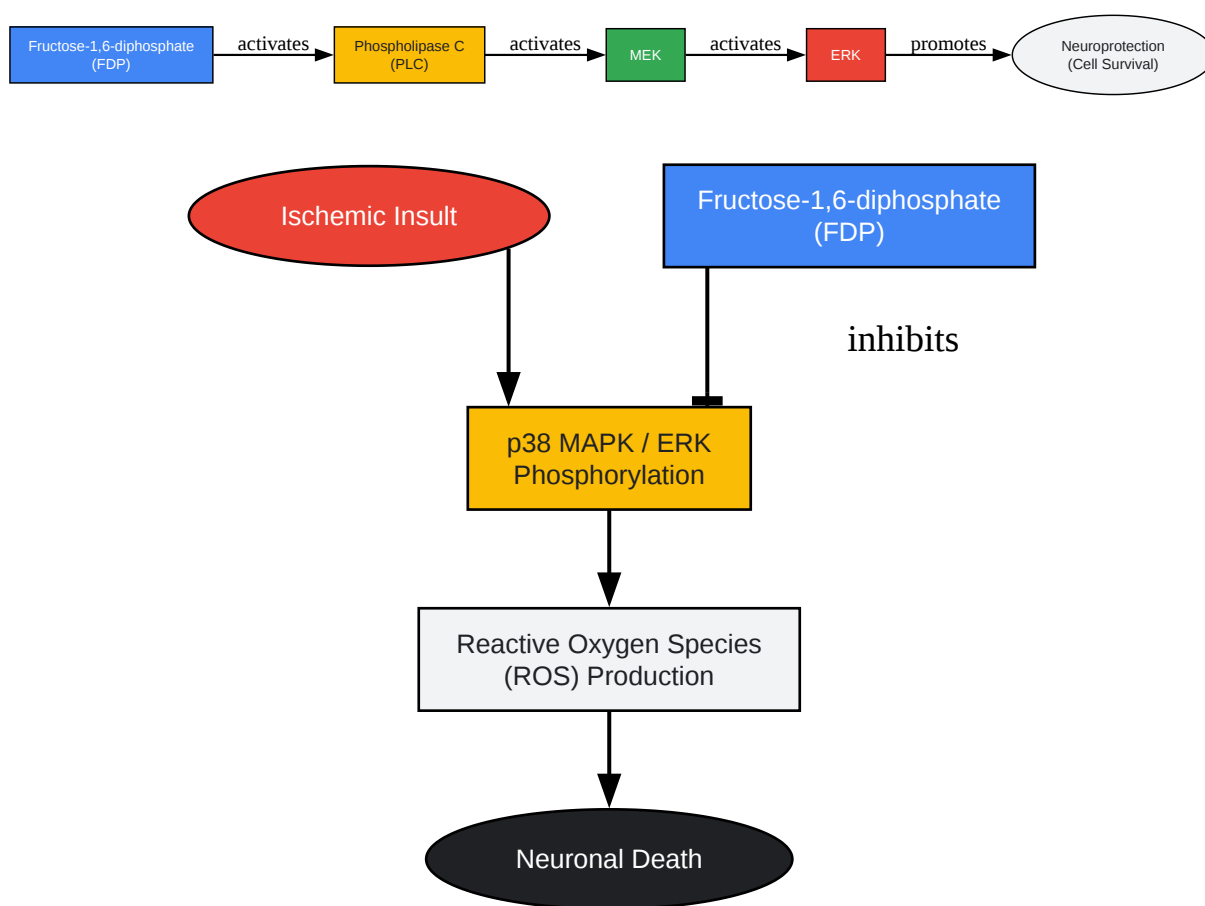 Fructose-1,6-diphosphate
(FDP)
activates
Phospholipase C
(PLC)
activates
MEK
activates
ERK
promotes
Neuroprotection
(Cell Survival)
Ischemic Insult
Fructose-1,6-diphosphate
(FDP)
inhibits
p38 MAPK / ERK
Phosphorylation
Reactive Oxygen Species
(ROS) Production
Neuronal Death